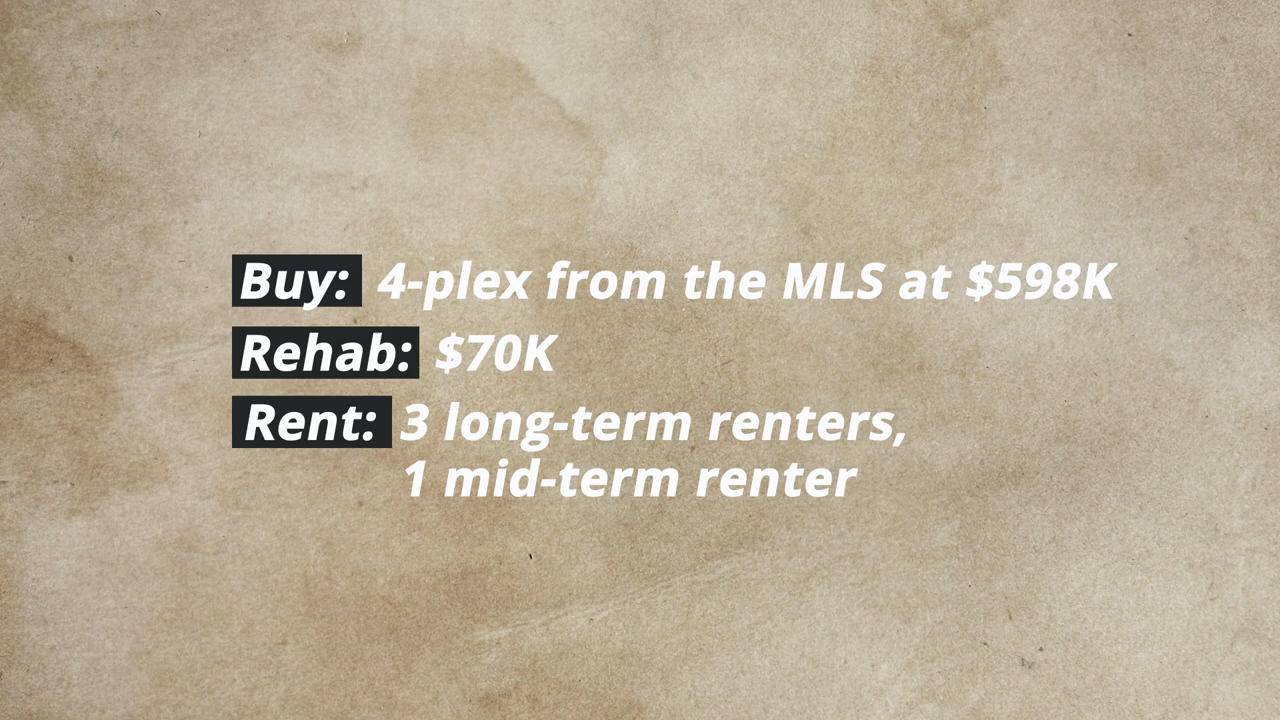 Buy: 4-plex from the MLS at $598K
Rehab: $70K
Rent: 3 long-term renters,
1 mid-term renter